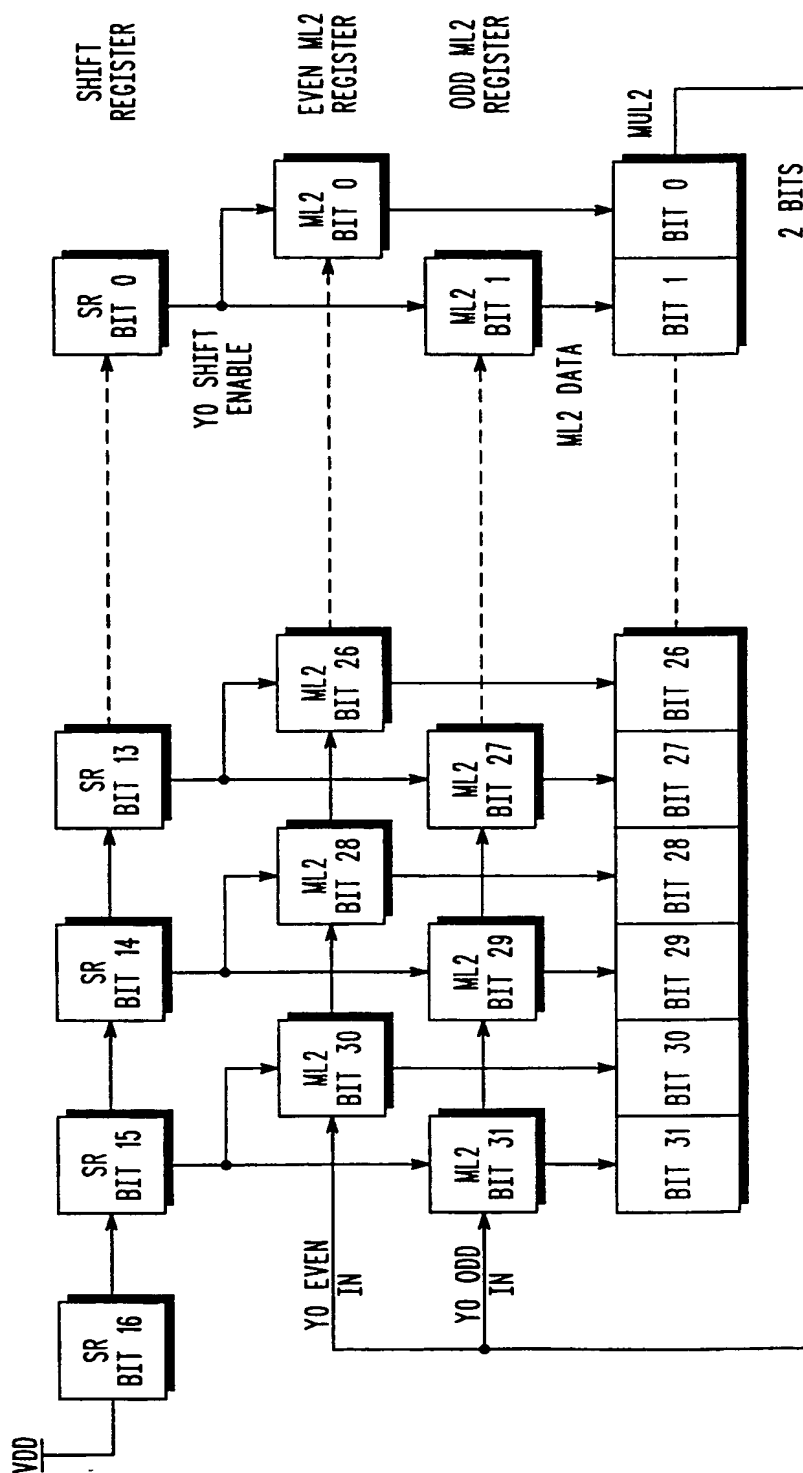 VDD
SR
BIT 16
SR
BIT 15
SR
BIT 14
SR
BIT 13
SR
BIT 0
SHIFT
REGISTER
Y0 SHIFT
ENABLE
Y0 EVEN
IN
ML2
BIT 30
ML2
BIT 28
ML2
BIT 26
ML2
BIT 0
EVEN ML2
REGISTER
Y0 ODD
IN
ML2
BIT 31
ML2
BIT 29
ML2
BIT 27
ML2
BIT 1
ODD ML2
REGISTER
ML2 DATA
BIT 31
BIT 30
BIT 29
BIT 28
BIT 27
BIT 26
BIT 1
BIT 0
MUL2
2 BITS